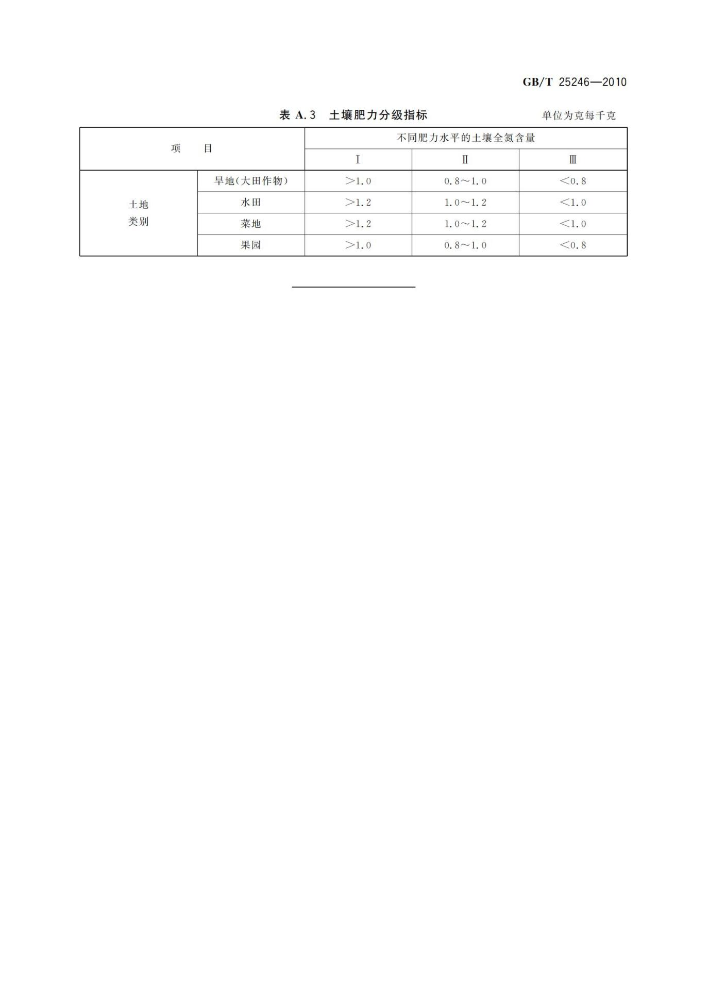 GB/T 25246—2010
表 A.3 土壤肥力分级指标 单位为克每千克
项 目 不同肥力水平的土壤全氮含量
Ⅰ Ⅱ Ⅲ
土地
类别
旱地(大田作物) >1.0 0.8~1.0 <0.8
水田 >1.2 1.0~1.2 <1.0
菜地 >1.2 1.0~1.2 <1.0
果园 >1.0 0.8~1.0 <0.8